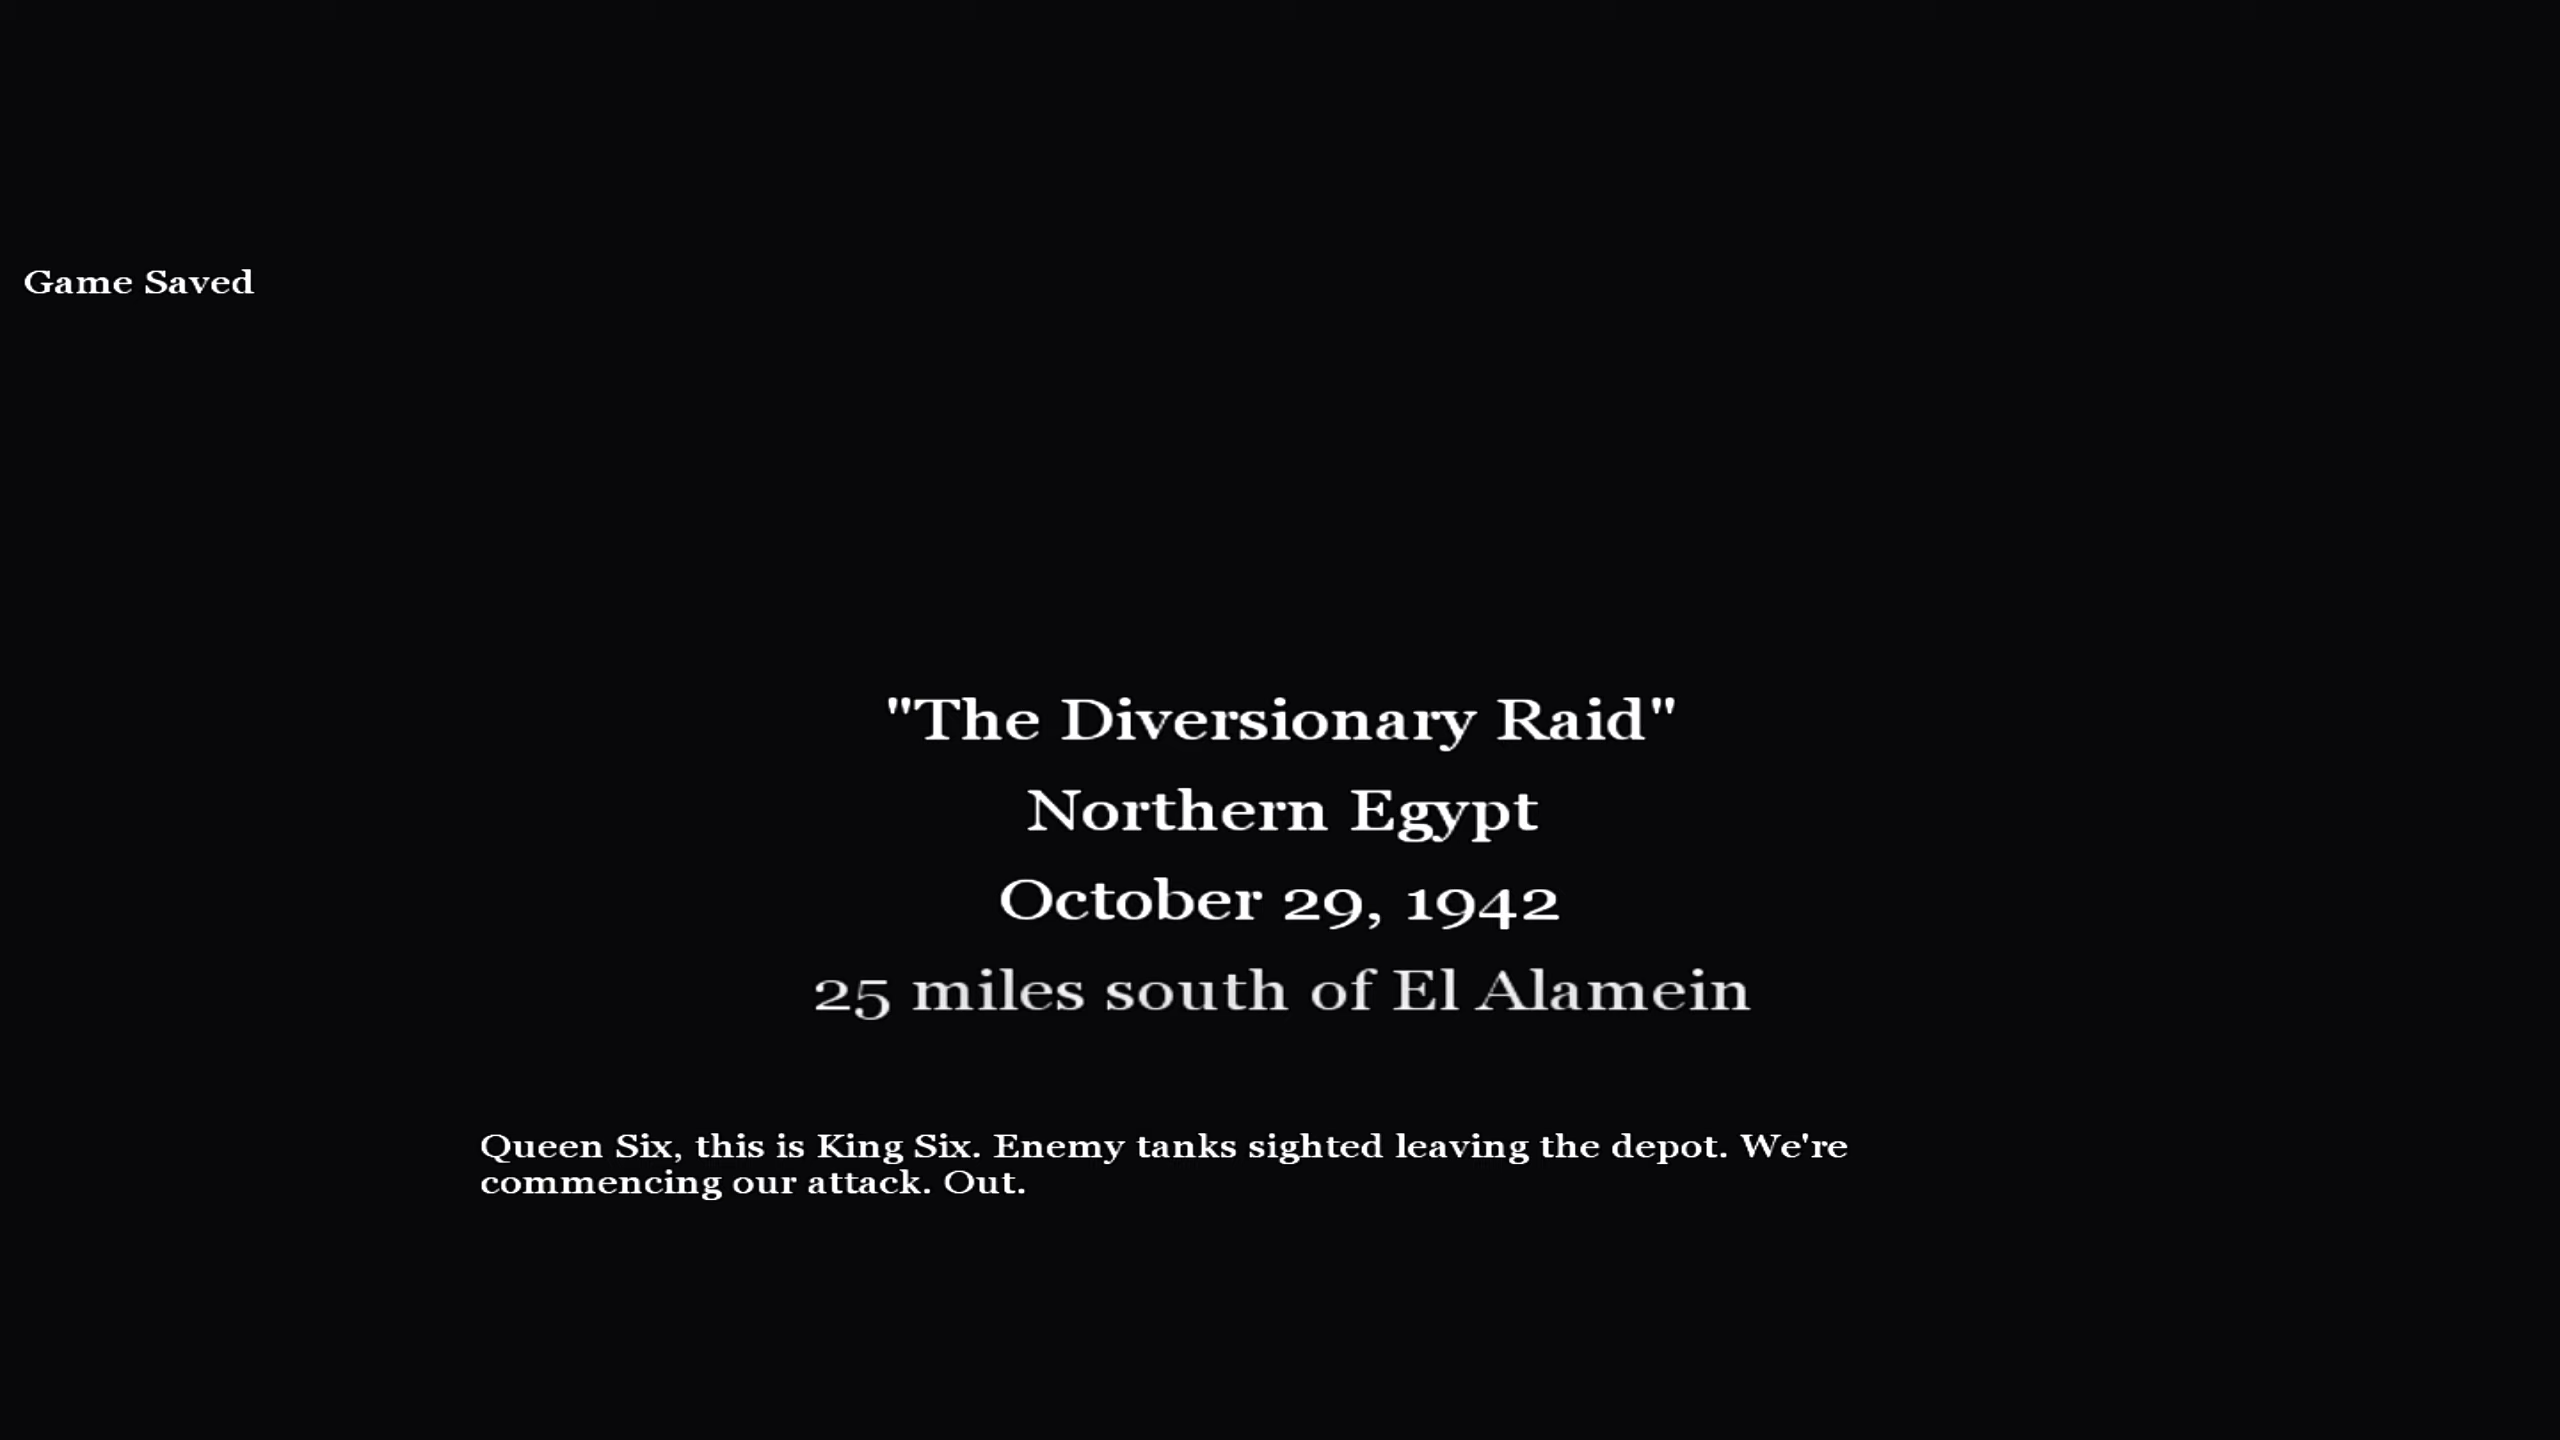 Game Saved
"The Diversionary Raid"
Northern Egypt
October 29, 1942
25 miles south of El Alamein
Queen Six, this is King Six. Enemy tanks sighted leaving the depot. We're
commencing our attack. Out.